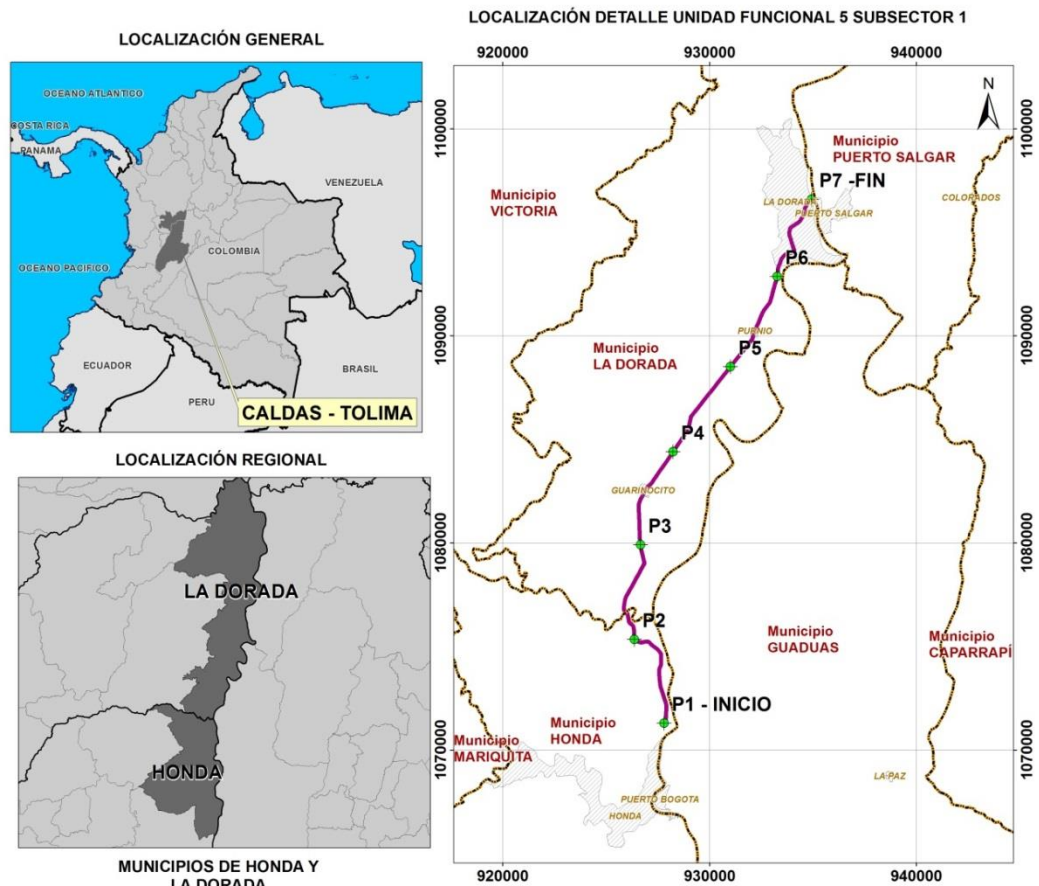 LOCALIZACIÓN GENERAL
OCEANO ATLANTICO
COSTA RICA
PANAMA
VENEZUELA
COLOMBIA
OCEANO PACIFICO
ECUADOR
PERU
BRASIL
CALDAS - TOLIMA
LOCALIZACIÓN REGIONAL
LA DORADA
HONDA
MUNICIPIOS DE HONDA Y
LA DORADA
LOCALIZACIÓN DETALLE UNIDAD FUNCIONAL 5 SUBSECTOR 1
920000
930000
940000
N
1100000
1100000
Municipio
PUERTO SALGAR
P7 -FIN
Municipio
VICTORIA
LA DORADA
PUERTO SALGAR
COLORADOS
P6
1090000
1090000
PURNIO
Municipio
LA DORADA
P5
P4
GUARINOCITO
P3
1080000
1080000
P2
Municipio
GUADUAS
Municipio
CAPARRAPÍ
P1 - INICIO
Municipio
HONDA
Municipio
MARIQUITA
1070000
1070000
LA PAZ
PUERTO BOGOTA
HONDA
920000
930000
940000